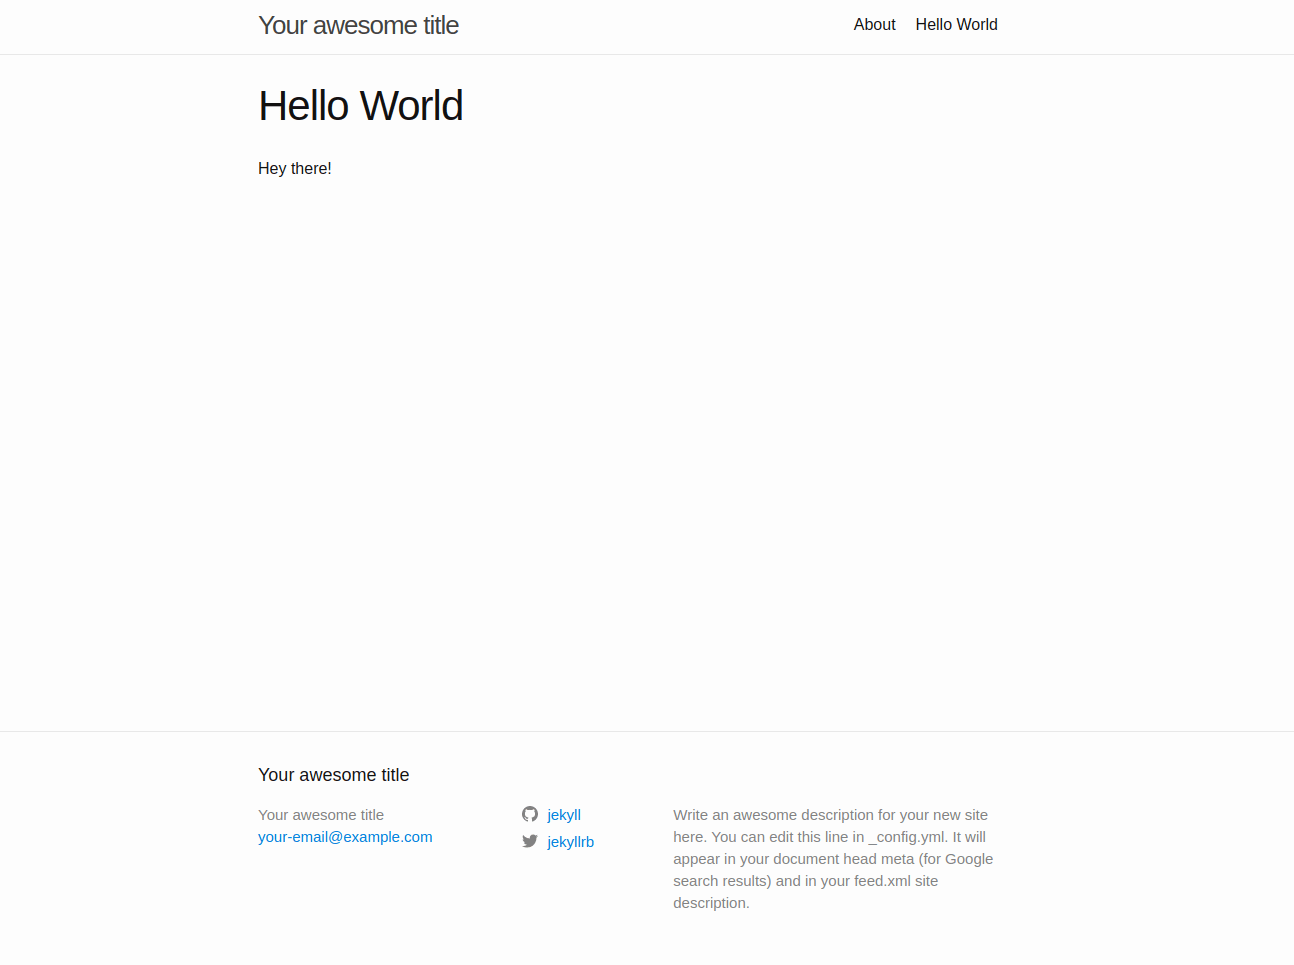 Your awesome title
About Hello World
Hello World
Hey there!
Your awesome title
Your awesome title
your-email@example.com
jekyll
jekyllrb
Write an awesome description for your new site
here. You can edit this line in _config.yml. It will
appear in your document head meta (for Google
search results) and in your feed.xml site
description.